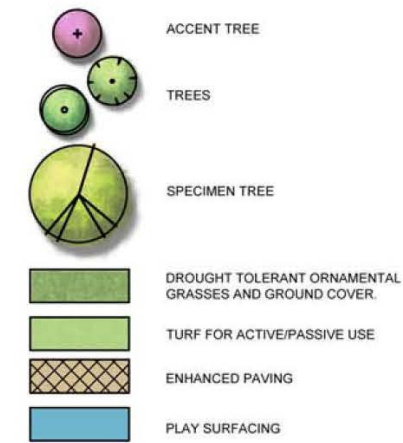 ACCENT TREE
TREES
SPECIMEN TREE
DROUGHT TOLERANT ORNAMENTAL
GRASSES AND GROUND COVER.
TURF FOR ACTIVE/PASSIVE USE
ENHANCED PAVING
PLAY SURFACING